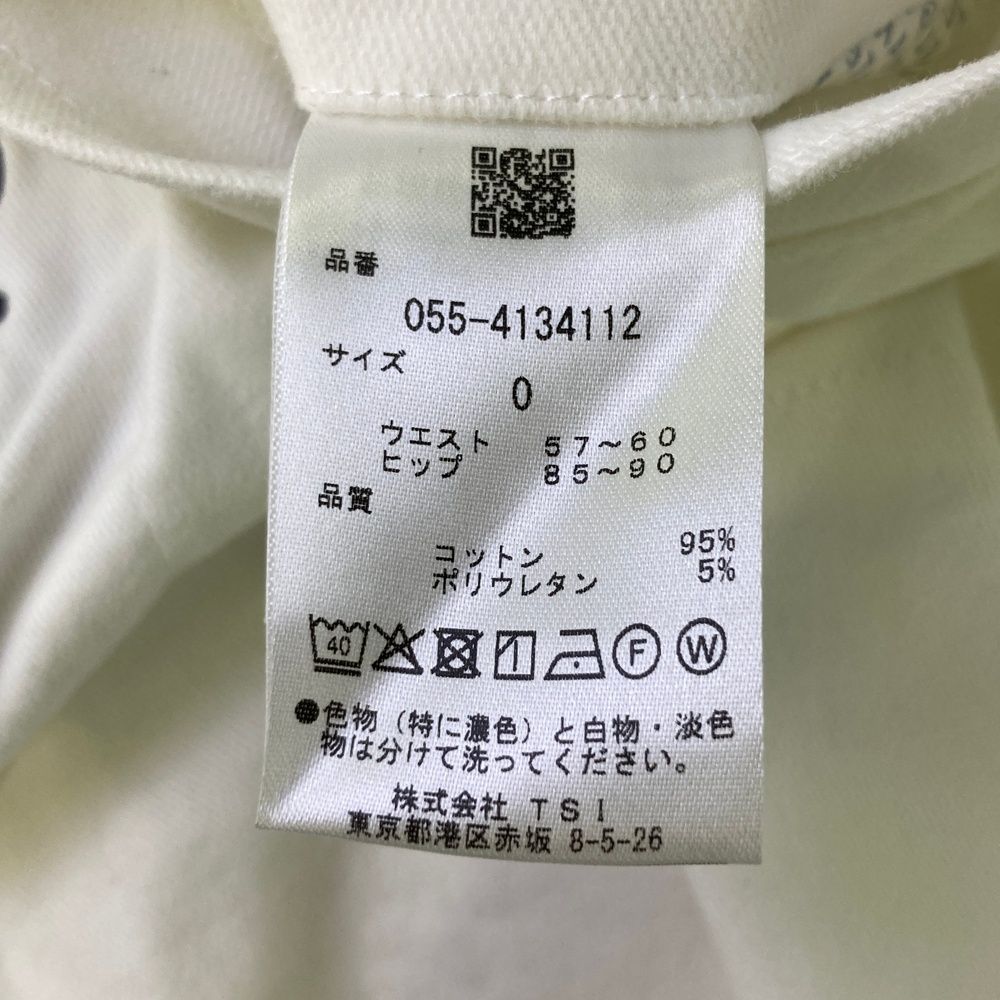 品番
055-4134112
サイズ
0
ウエスト 57～60
ヒップ 85～90
品質
コットン 95%
ポリウレタン 5%
40 F W
●色物（特に濃色）と白物・淡色
物は分けて洗ってください。
株式会社 TSI
東京都港区赤坂 8-5-26